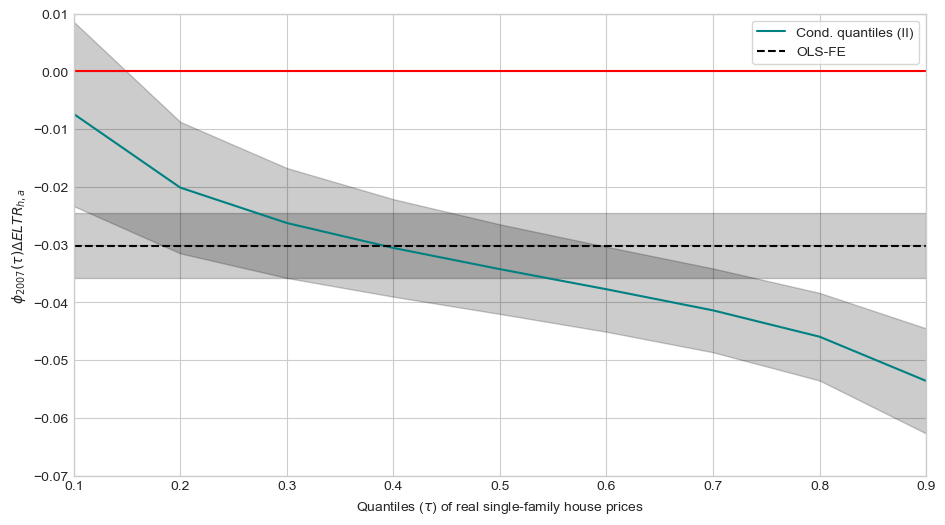 0.01
0.00
−0.01
−0.02
−0.03
−0.04
−0.05
−0.06
−0.07
ϕ₂₀₀₇(τ)ΔELTRₕ,ₐ
Cond. quantiles (II)
OLS-FE
0.1 0.2 0.3 0.4 0.5 0.6 0.7 0.8 0.9
Quantiles (τ) of real single-family house prices